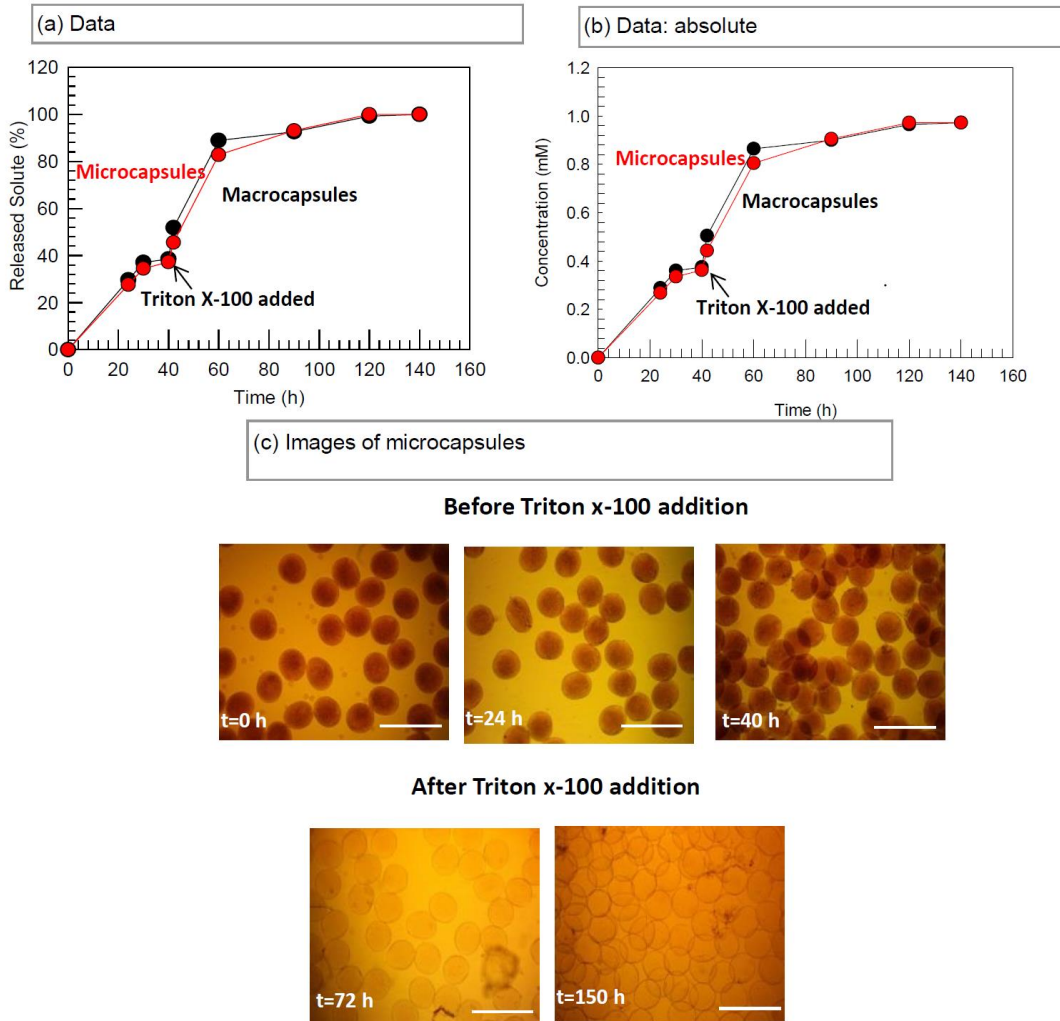 (a) Data
120
100
80
60
40
20
0
Released Solute (%)
Microcapsules
Macrocapsules
Triton X-100 added
0 20 40 60 80 100 120 140 160
Time (h)
(b) Data: absolute
1.2
1.0
0.8
0.6
0.4
0.2
0.0
Concentration (mM)
Microcapsules
Macrocapsules
Triton X-100 added
0 20 40 60 80 100 120 140 160
Time (h)
(c) Images of microcapsules
Before Triton x-100 addition
t=0 h
t=24 h
t=40 h
After Triton x-100 addition
t=72 h
t=150 h